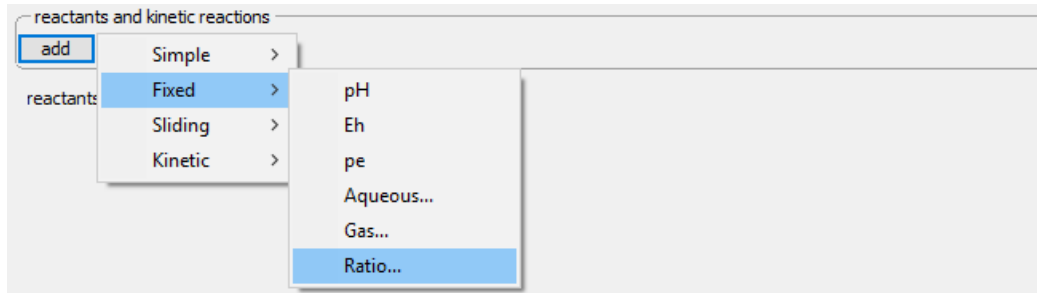 reactants and kinetic reactions
add
Simple >
Fixed >
reactants
Sliding >
Kinetic >
pH
Eh
pe
Aqueous...
Gas...
Ratio...